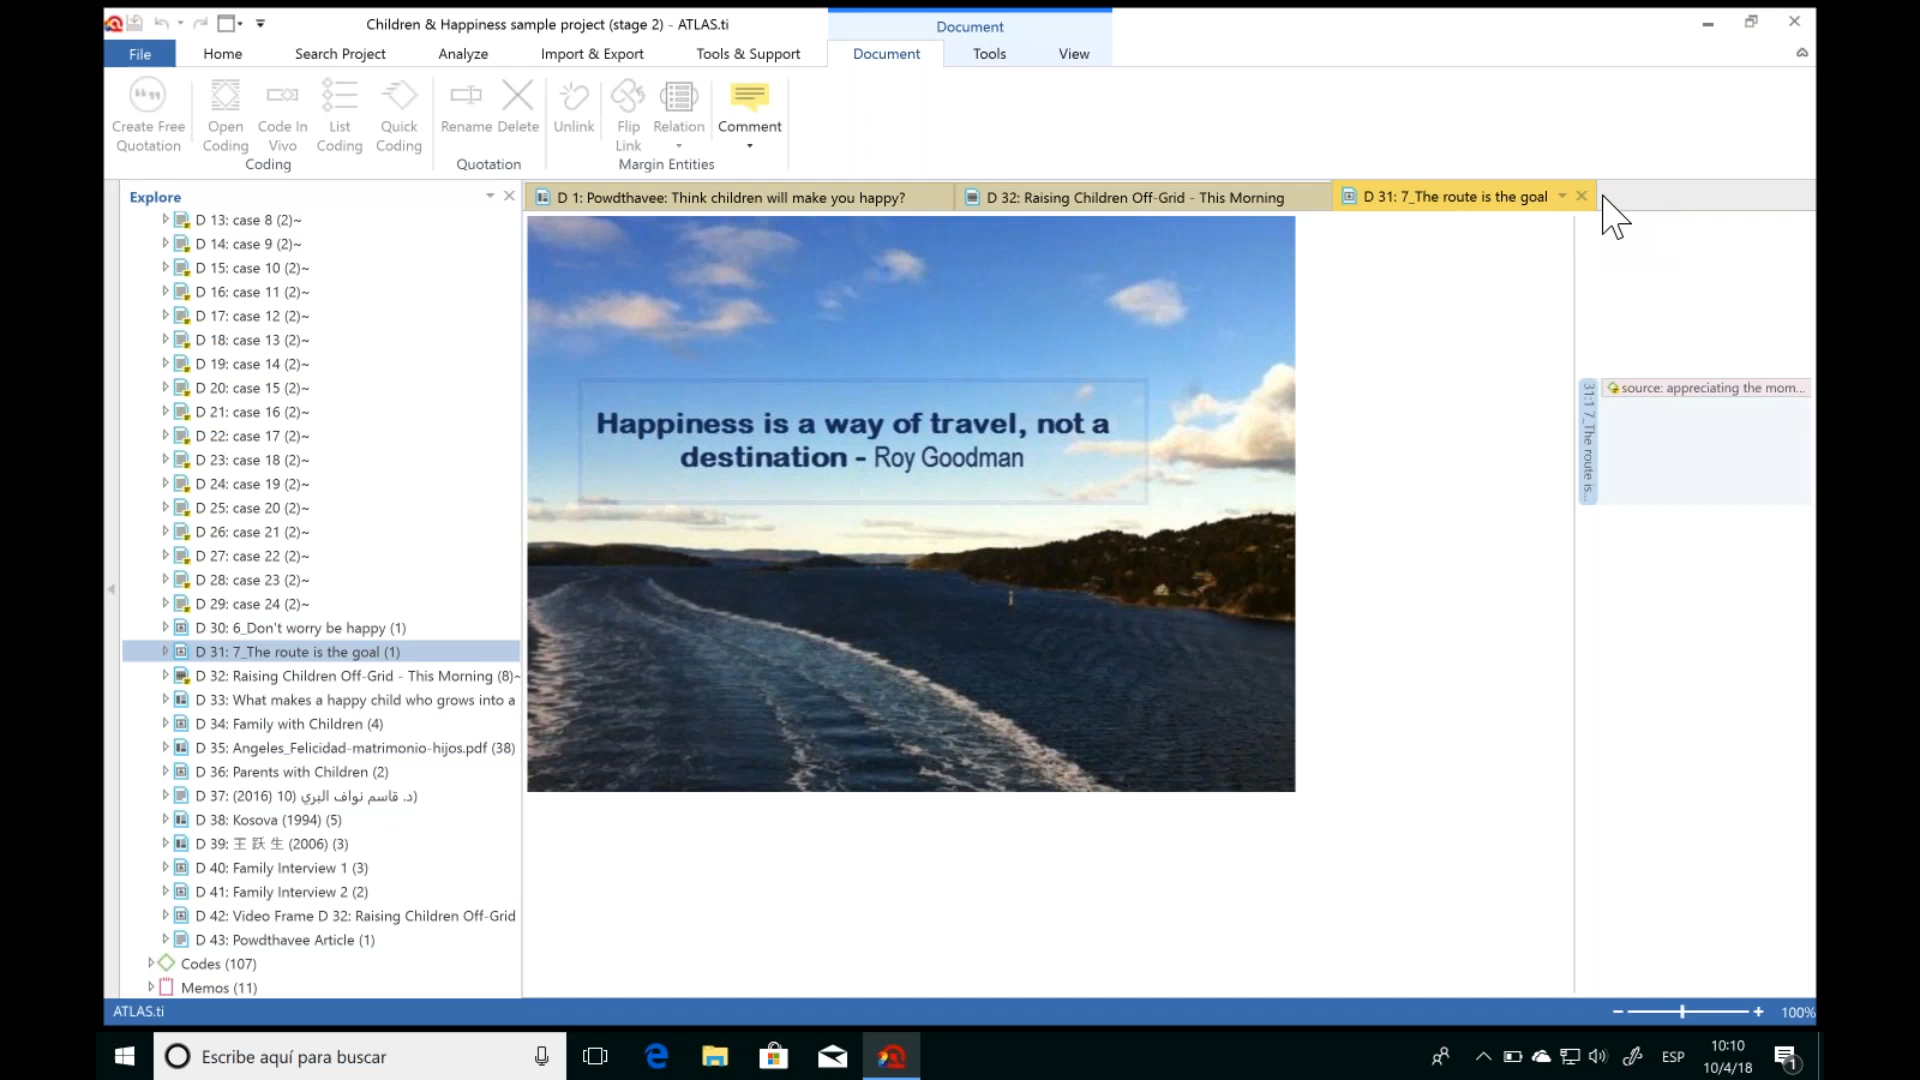 Children & Happiness sample project (stage 2) - ATLAS.ti
Document
File
Home
Search Project
Analyze
Import & Export
Tools & Support
Document
Tools
View
Create Free
Quotation
Open
Coding
Code In
Vivo
List
Coding
Quick
Coding
Rename
Delete
Unlink
Flip
Link
Relation
Comment
Coding
Quotation
Margin Entities
Explore
D 1: Powdthavee: Think children will make you happy?
D 32: Raising Children Off-Grid - This Morning
D 31: 7_The route is the goal
D 13: case 8 (2)~
D 14: case 9 (2)~
D 15: case 10 (2)~
D 16: case 11 (2)~
D 17: case 12 (2)~
D 18: case 13 (2)~
D 19: case 14 (2)~
D 20: case 15 (2)~
D 21: case 16 (2)~
D 22: case 17 (2)~
D 23: case 18 (2)~
D 24: case 19 (2)~
D 25: case 20 (2)~
D 26: case 21 (2)~
D 27: case 22 (2)~
D 28: case 23 (2)~
D 29: case 24 (2)~
D 30: 6_Don't worry be happy (1)
D 31: 7_The route is the goal (1)
D 32: Raising Children Off-Grid - This Morning (8)~
D 33: What makes a happy child who grows into a
D 34: Family with Children (4)
D 35: Angeles_Felicidad-matrimonio-hijos.pdf (38)
D 36: Parents with Children (2)
D 37: (2016) د. قاسم نواف البري (10)
D 38: Kosova (1994) (5)
D 39: 王 跃 生 (2006) (3)
D 40: Family Interview 1 (3)
D 41: Family Interview 2 (2)
D 42: Video Frame D 32: Raising Children Off-Grid
D 43: Powdthavee Article (1)
Codes (107)
Memos (11)
Happiness is a way of travel, not a
destination - Roy Goodman
31:1 7_The route is...
source: appreciating the mom...
ATLAS.ti
100%
Escribe aquí para buscar
ESP
10:10
10/4/18
1